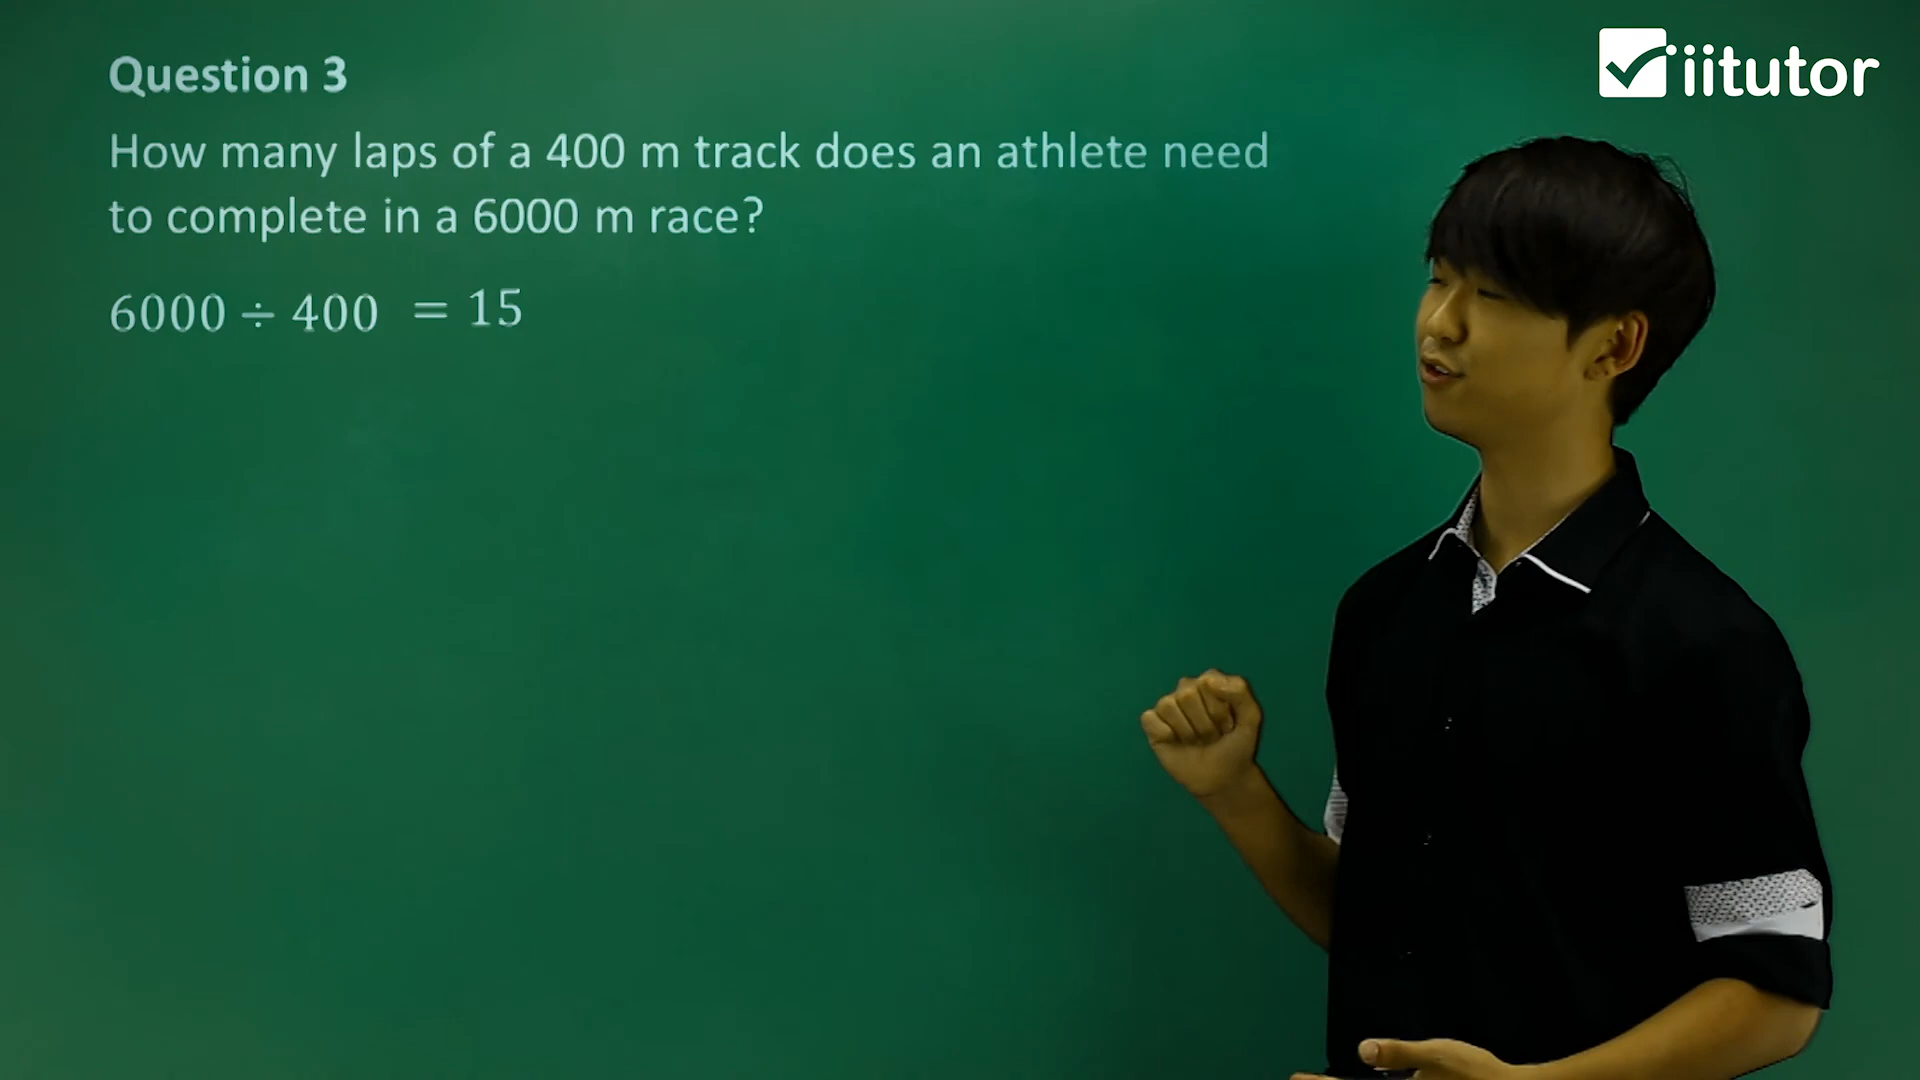 Question 3
iitutor
How many laps of a 400 m track does an athlete need
to complete in a 6000 m race?
6000 ÷ 400 = 15